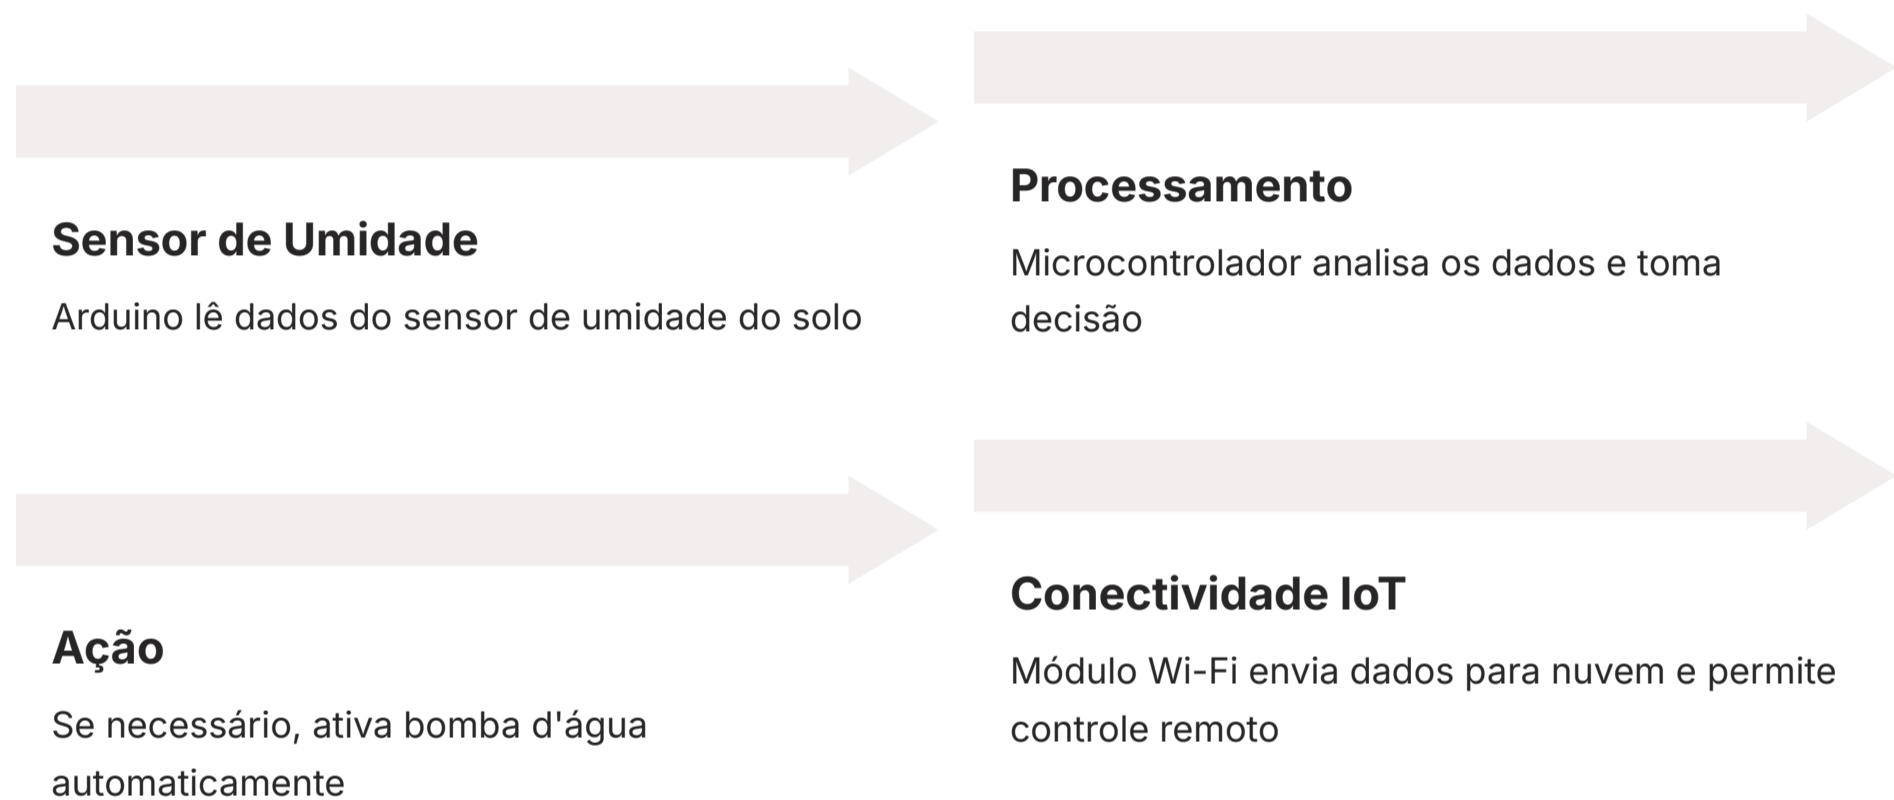 Sensor de Umidade
Arduino lê dados do sensor de umidade do solo
Processamento
Microcontrolador analisa os dados e toma
decisão
Ação
Se necessário, ativa bomba d'água
automaticamente
Conectividade IoT
Módulo Wi-Fi envia dados para nuvem e permite
controle remoto